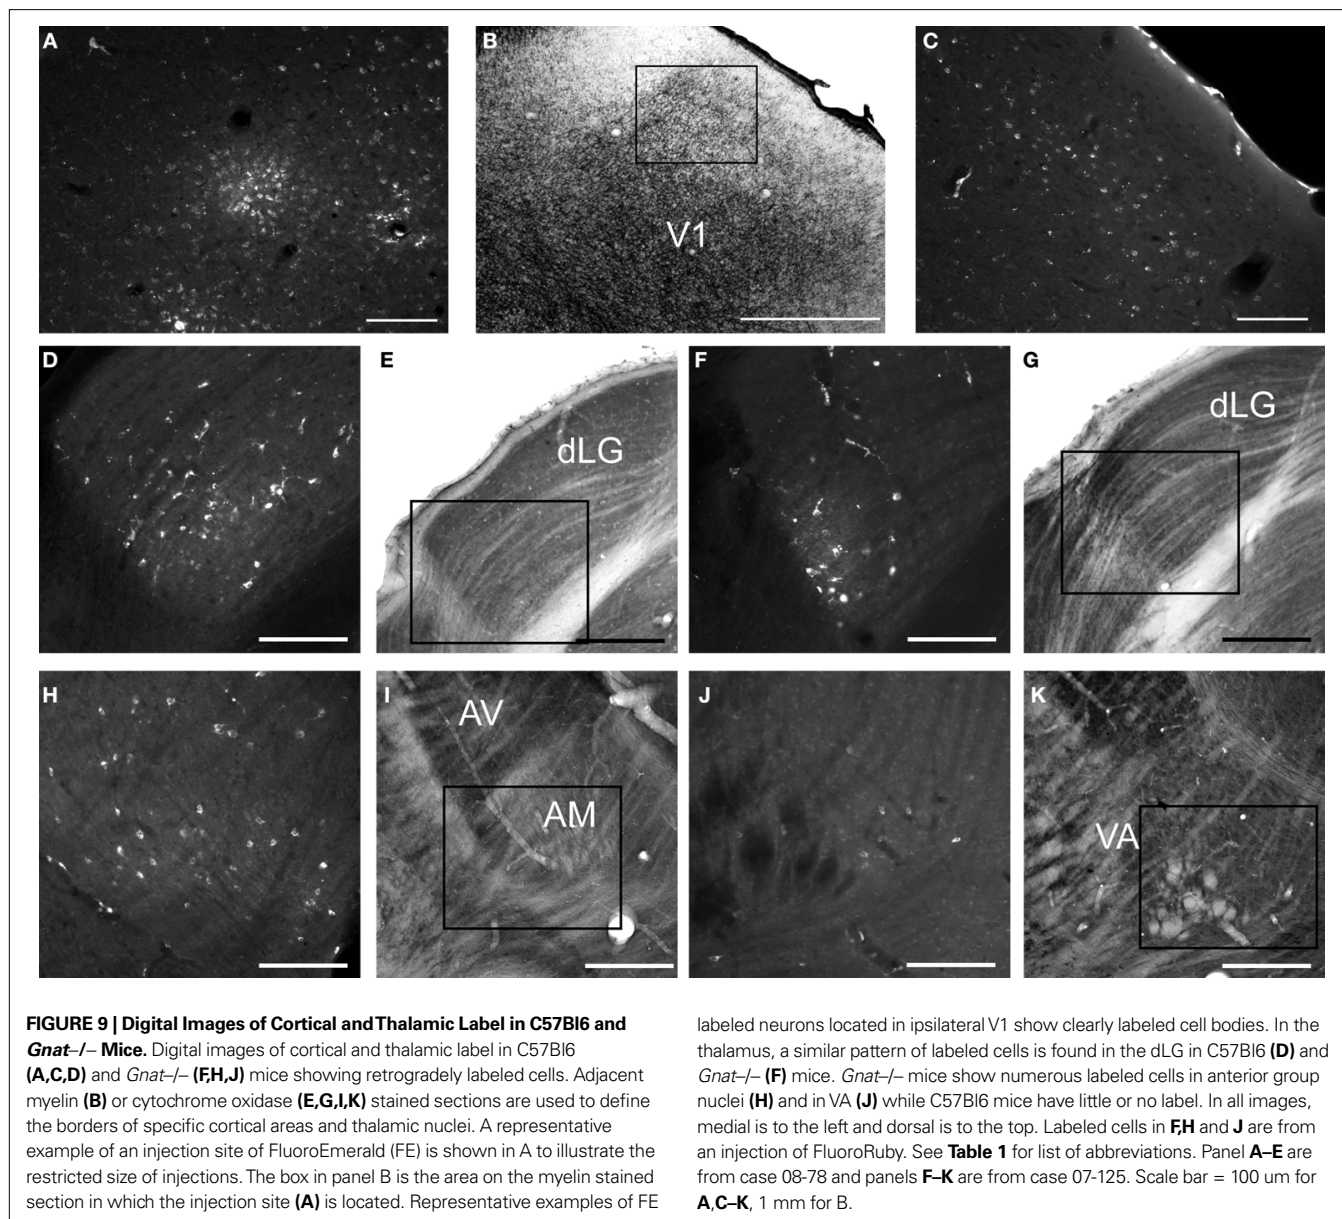 A
B
C
V1
D
E
F
G
dLG
dLG
H
I
J
K
AV
AM
VA
FIGURE 9 | Digital Images of Cortical and Thalamic Label in C57Bl6 and
Gnat–/– Mice. Digital images of cortical and thalamic label in C57Bl6
(A,C,D) and Gnat–/– (F,H,J) mice showing retrogradely labeled cells. Adjacent
myelin (B) or cytochrome oxidase (E,G,I,K) stained sections are used to define
the borders of specific cortical areas and thalamic nuclei. A representative
example of an injection site of FluoroEmerald (FE) is shown in A to illustrate the
restricted size of injections. The box in panel B is the area on the myelin stained
section in which the injection site (A) is located. Representative examples of FE
labeled neurons located in ipsilateral V1 show clearly labeled cell bodies. In the
thalamus, a similar pattern of labeled cells is found in the dLG in C57Bl6 (D) and
Gnat–/– (F) mice. Gnat–/– mice show numerous labeled cells in anterior group
nuclei (H) and in VA (J) while C57Bl6 mice have little or no label. In all images,
medial is to the left and dorsal is to the top. Labeled cells in F,H and J are from
an injection of FluoroRuby. See Table 1 for list of abbreviations. Panel A–E are
from case 08-78 and panels F–K are from case 07-125. Scale bar = 100 um for
A,C–K, 1 mm for B.